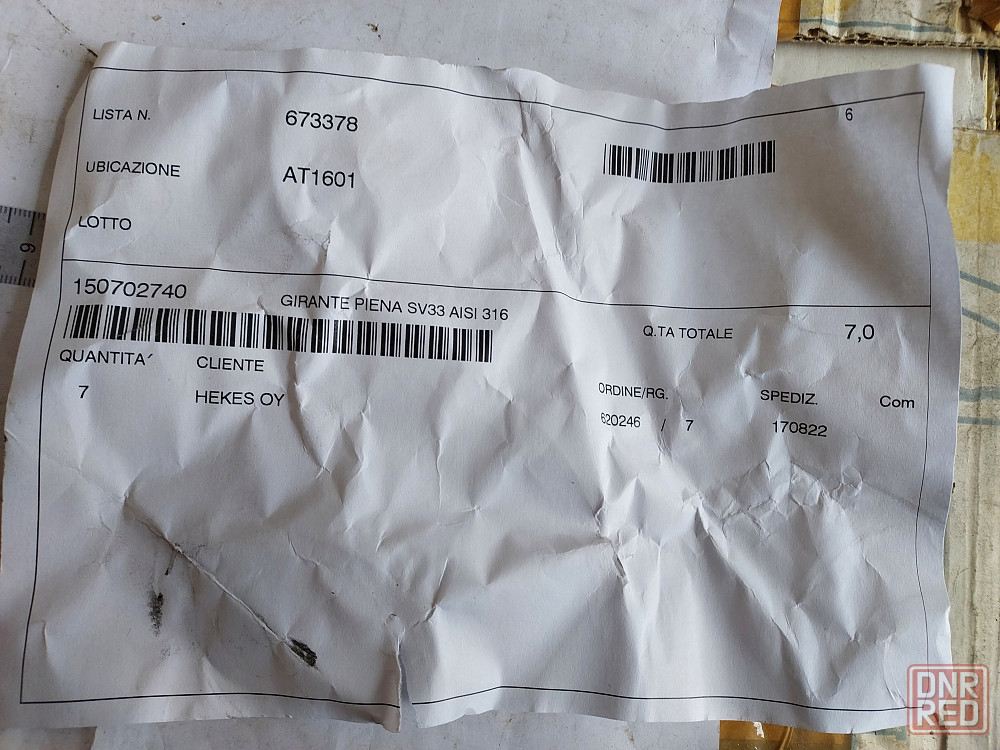 LISTA N. 673378 6
UBICAZIONE AT1601
LOTTO
150702740 GIRANTE PIENA SV33 AISI 316
Q.TA TOTALE 7,0
QUANTITA' CLIENTE
7 HEKES OY
ORDINE/RG. SPEDIZ. Com
620246 / 7 170822
9
DNR
RED